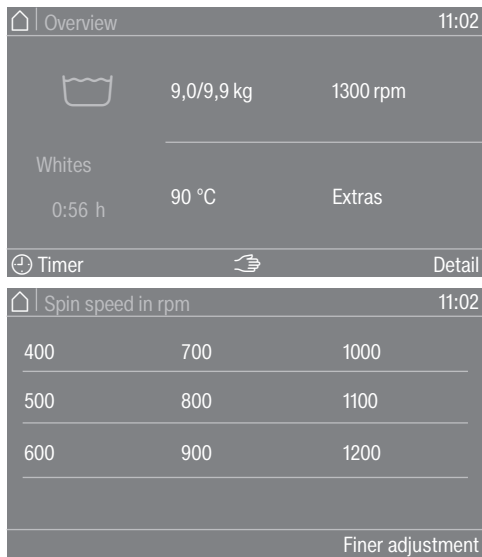 Overview 11:02
9,0/9,9 kg 1300 rpm
Whites
0:56 h
90 °C Extras
Timer Detail
Spin speed in rpm 11:02
400 700 1000
500 800 1100
600 900 1200
Finer adjustment